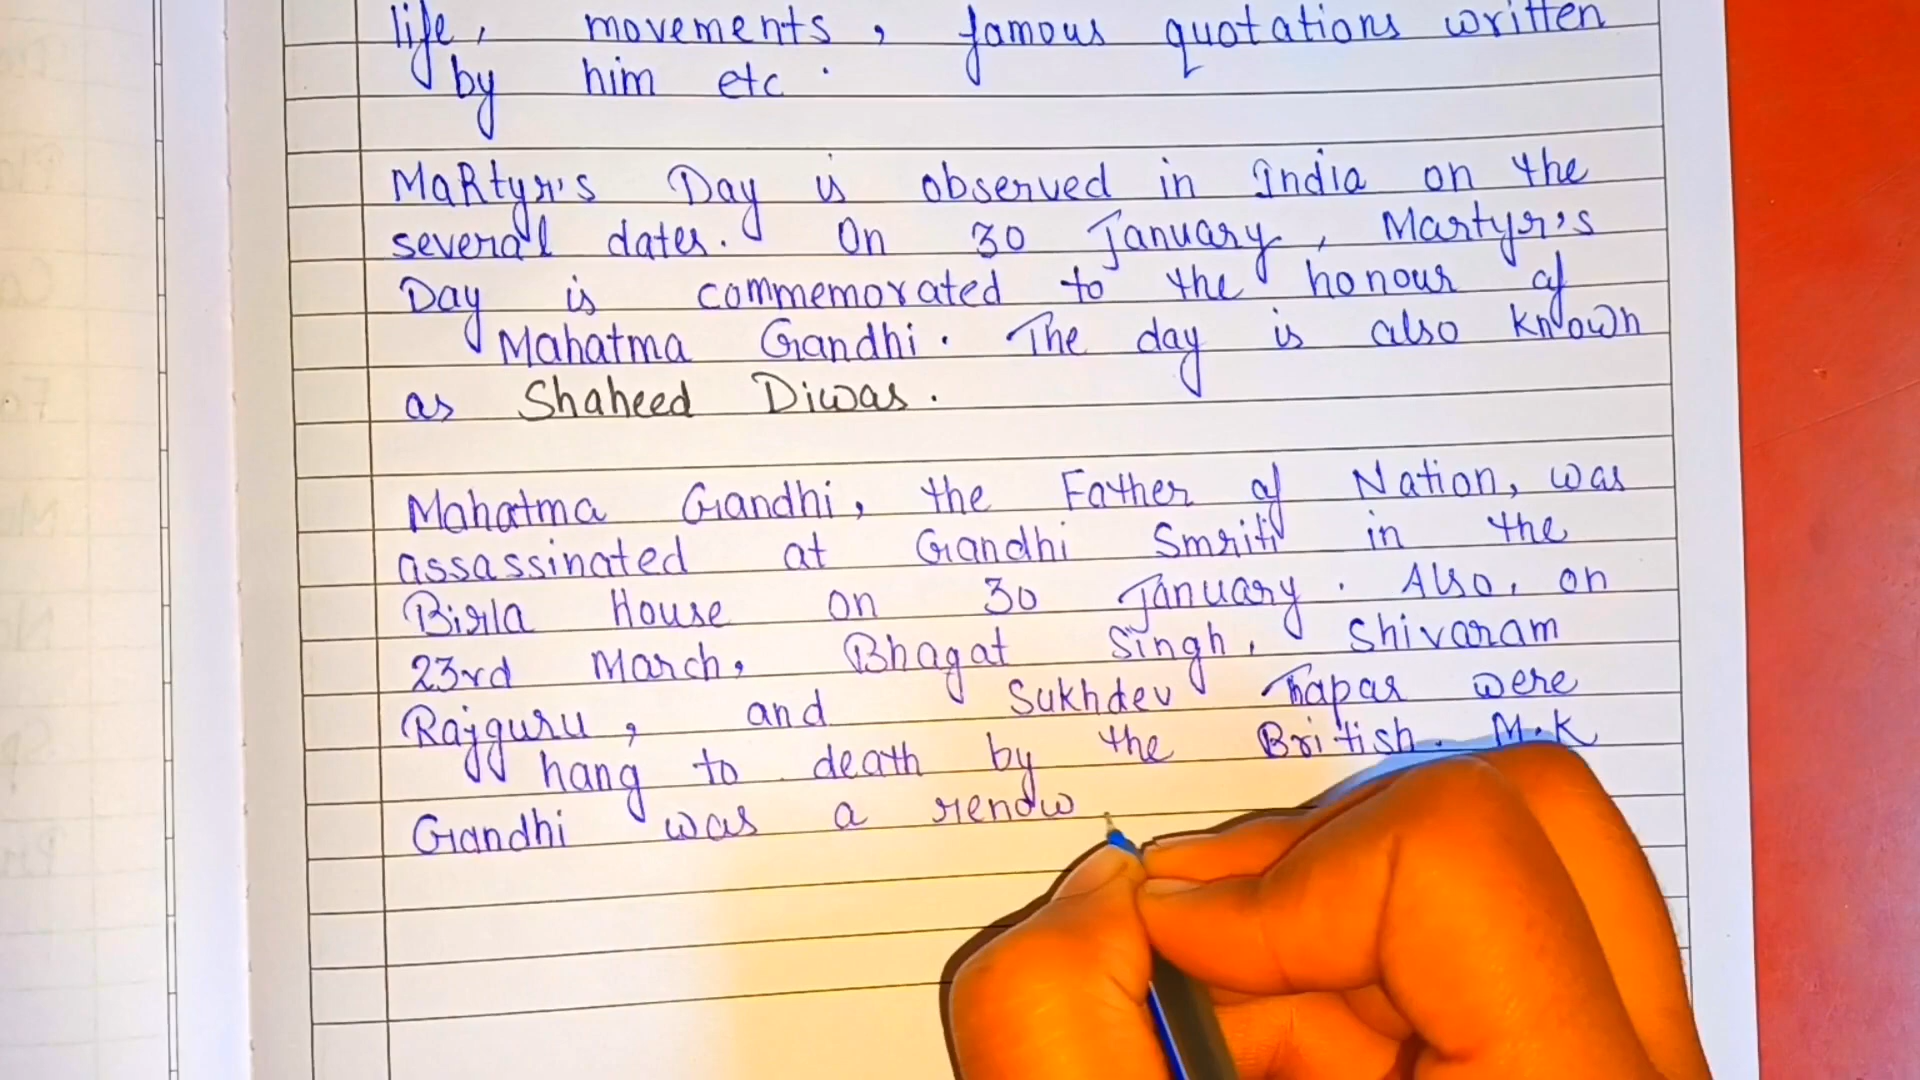 life, movements, famous quotations written
by him etc.
MaRtyr's Day is observed in India on the
several dates. On 30 January, Martyr's
Day is commemorated to the honour of
Mahatma Gandhi. The day is also known
as Shaheed Diwas.
Mahatma Gandhi, the Father of Nation, was
assassinated at Gandhi Smriti in the
Birla House on 30 January. Also, on
23rd March, Bhagat Singh, Shivaram
Rajguru, and Sukhdev Thapar were
hang to death by the British. M.K
Gandhi was a rendw